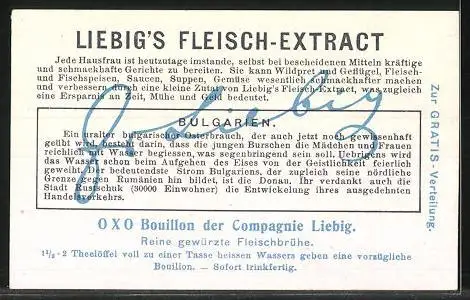 LIEBIG'S FLEISCH-EXTRACT
Jede Hausfrau ist heutzutage imstande, selbst bei bescheidenen Mitteln kräftige
und schmackhafte Gerichte zu bereiten. Sie kann Wildpret und Geflügel, Fleisch-
und Fischspeisen, Saucen, Suppen, Gemüse wesentlich schmackhafter machen
und verbessern durch eine kleine Zutat von Liebig's Fleisch-Extract, was zugleich
eine Ersparnis an Zeit, Mühe und Geld bedeutet.
BULGARIEN.
Ein uralter bulgarischer Osterbrauch, der auch jetzt noch gewissenhaft
geübt wird, besteht darin, dass die jungen Burschen die Mädchen und Frauen
reichlich mit Wasser begiessen, was segenbringend sein soll. Uebrigens wird
das Wasser schon beim Aufgehen des Eises von der Geistlichkeit feierlich
geweiht. Der bedeutendste Strom Bulgariens, der zugleich seine nördliche
Grenze gegen Rumänien hin bildet, ist die Donau. Ihr verdankt auch die
Stadt Rustschuk (30000 Einwohner) die Entwickelung ihres ausgedehnten
Handelsverkehrs.
J v Liebig
Zur GRATIS-Verteilung.
OXO Bouillon der Compagnie Liebig.
Reine gewürzte Fleischbrühe.
1½-2 Theelöffel voll zu einer Tasse heissen Wassers geben eine vorzügliche
Bouillon. — Sofort trinkfertig.